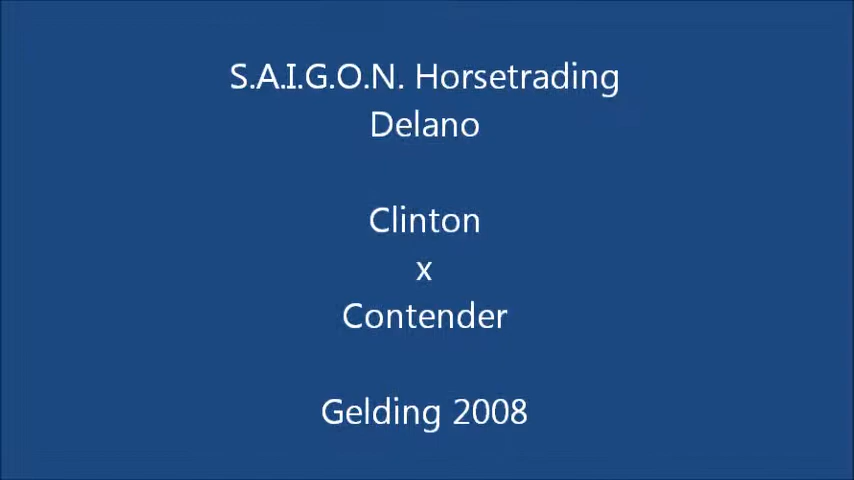 S.A.I.G.O.N. Horsetrading
Delano
Clinton
x
Contender
Gelding 2008